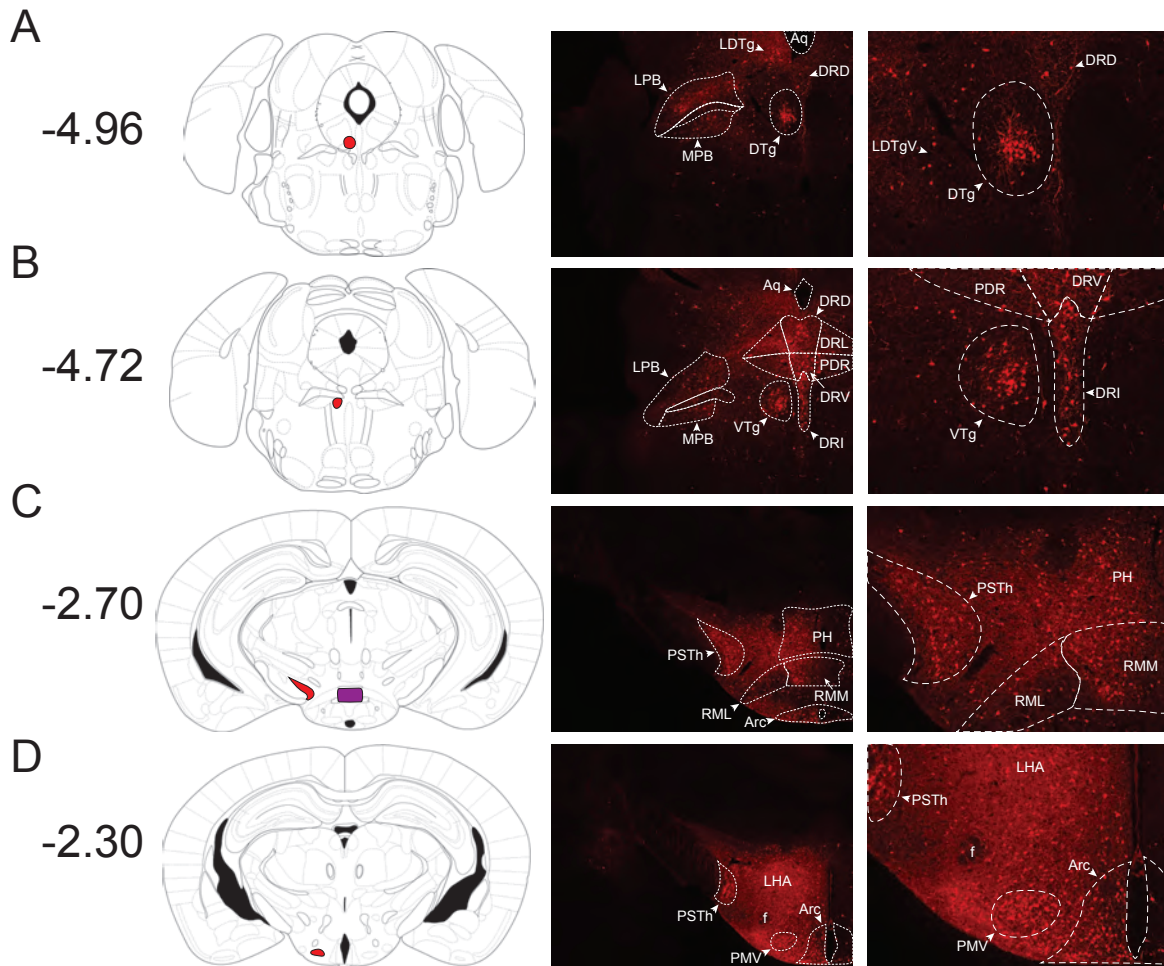 A
-4.96
LDTg
Aq
LPB
DRD
MPB
DTg
DRD
LDTgV
DTg
B
-4.72
Aq
DRD
DRL
PDR
LPB
DRV
MPB
VTg
DRI
PDR
DRV
DRI
VTg
C
-2.70
PH
PSTh
RMM
RML
Arc
PSTh
PH
RMM
RML
D
-2.30
LHA
PSTh
f
Arc
PMV
LHA
PSTh
f
Arc
PMV